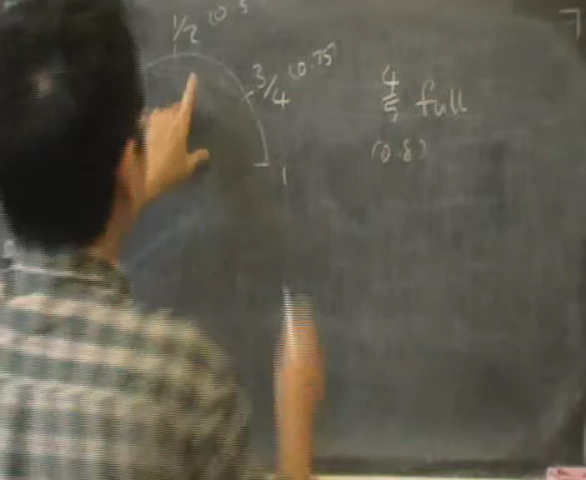 1/2 (0.5
3/4 (0.75)
1
4/5 full
(0.8)